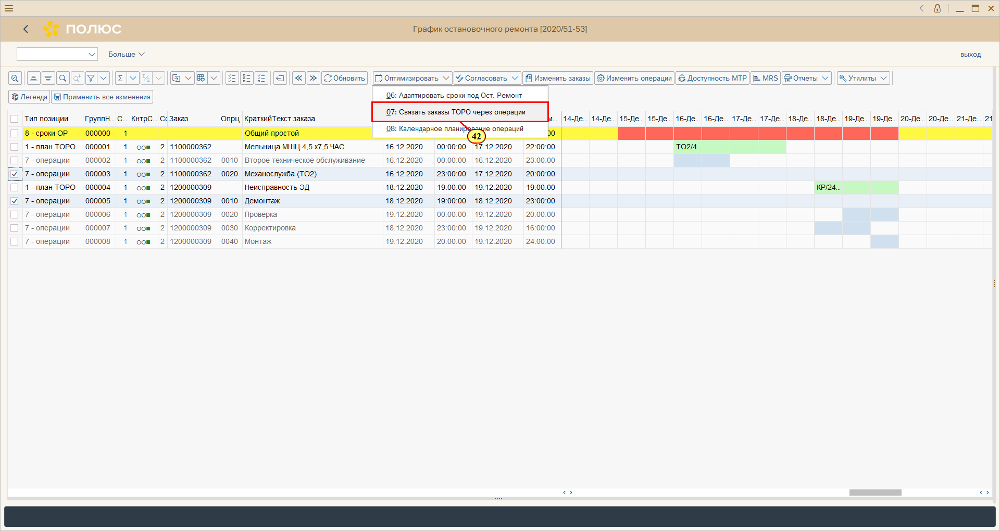 ПОЛЮС
График остановочного ремонта [2020/51-53]
Больше
выход
Оптимизировать
Согласовать
Изменить заказы
Изменить операции
Доступность МТР
MRS
Отчеты
Утилиты
Обновить
Легенда
Применить все изменения
06: Адаптировать сроки под Ост. Ремонт
07: Связать заказы ТОРО через операции
08: Календарное планирование операций
42
Тип позиции ГруппН... С... КнтрС... Сс Заказ Опрц КраткийТекст заказа 14-Де... 14-Де... 15-Де... 15-Де... 16-Де... 16-Де... 17-Де... 17-Де... 18-Де... 18-Де... 19-Де... 19-Де... 20-Де... 20-Де... 21-Де... 21
8 - сроки ОР 000000 1 Общий простой
1 - план ТОРО 000001 1 2 1100000362 Мельница МШЦ 4,5 х7,5 ЧАС 16.12.2020 00:00:00 17.12.2020 22:00:00 ТО2/4...
7 - операции 000002 1 2 1100000362 0010 Второе техническое обслуживание 16.12.2020 00:00:00 16.12.2020 23:00:00
7 - операции 000003 1 2 1100000362 0020 Механослужба (ТО2) 16.12.2020 23:00:00 17.12.2020 20:00:00
1 - план ТОРО 000004 1 2 1200000309 Неисправность ЭД 18.12.2020 19:00:00 19.12.2020 19:00:00 КР/24...
7 - операции 000005 1 2 1200000309 0010 Демонтаж 18.12.2020 19:00:00 18.12.2020 23:00:00
7 - операции 000006 1 2 1200000309 0020 Проверка 19.12.2020 00:00:00 19.12.2020 20:00:00
7 - операции 000007 1 2 1200000309 0030 Корректировка 18.12.2020 23:00:00 19.12.2020 16:00:00
7 - операции 000008 1 2 1200000309 0040 Монтаж 19.12.2020 20:00:00 19.12.2020 24:00:00